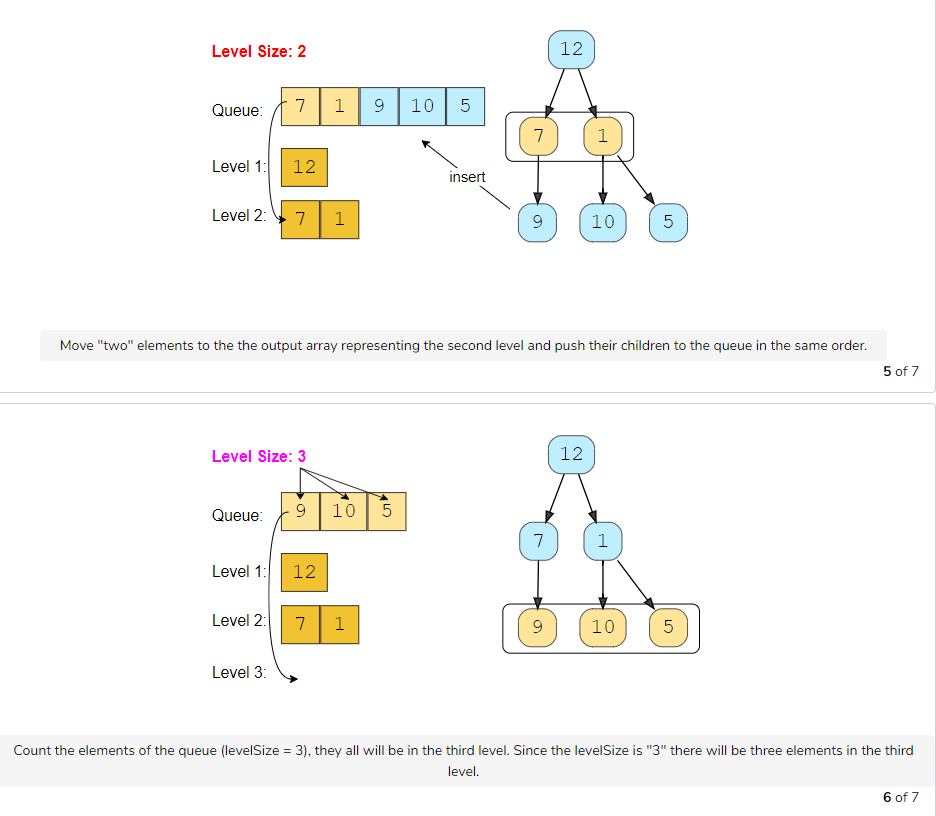 Level Size: 2
12
Queue: 7 1 9 10 5
7 1
Level 1: 12
insert
Level 2: 7 1
9 10 5
Move "two" elements to the the output array representing the second level and push their children to the queue in the same order.
5 of 7
Level Size: 3
12
Queue: 9 10 5
7 1
Level 1: 12
Level 2: 7 1
9 10 5
Level 3:
Count the elements of the queue (levelSize = 3), they all will be in the third level. Since the levelSize is "3" there will be three elements in the third
level.
6 of 7